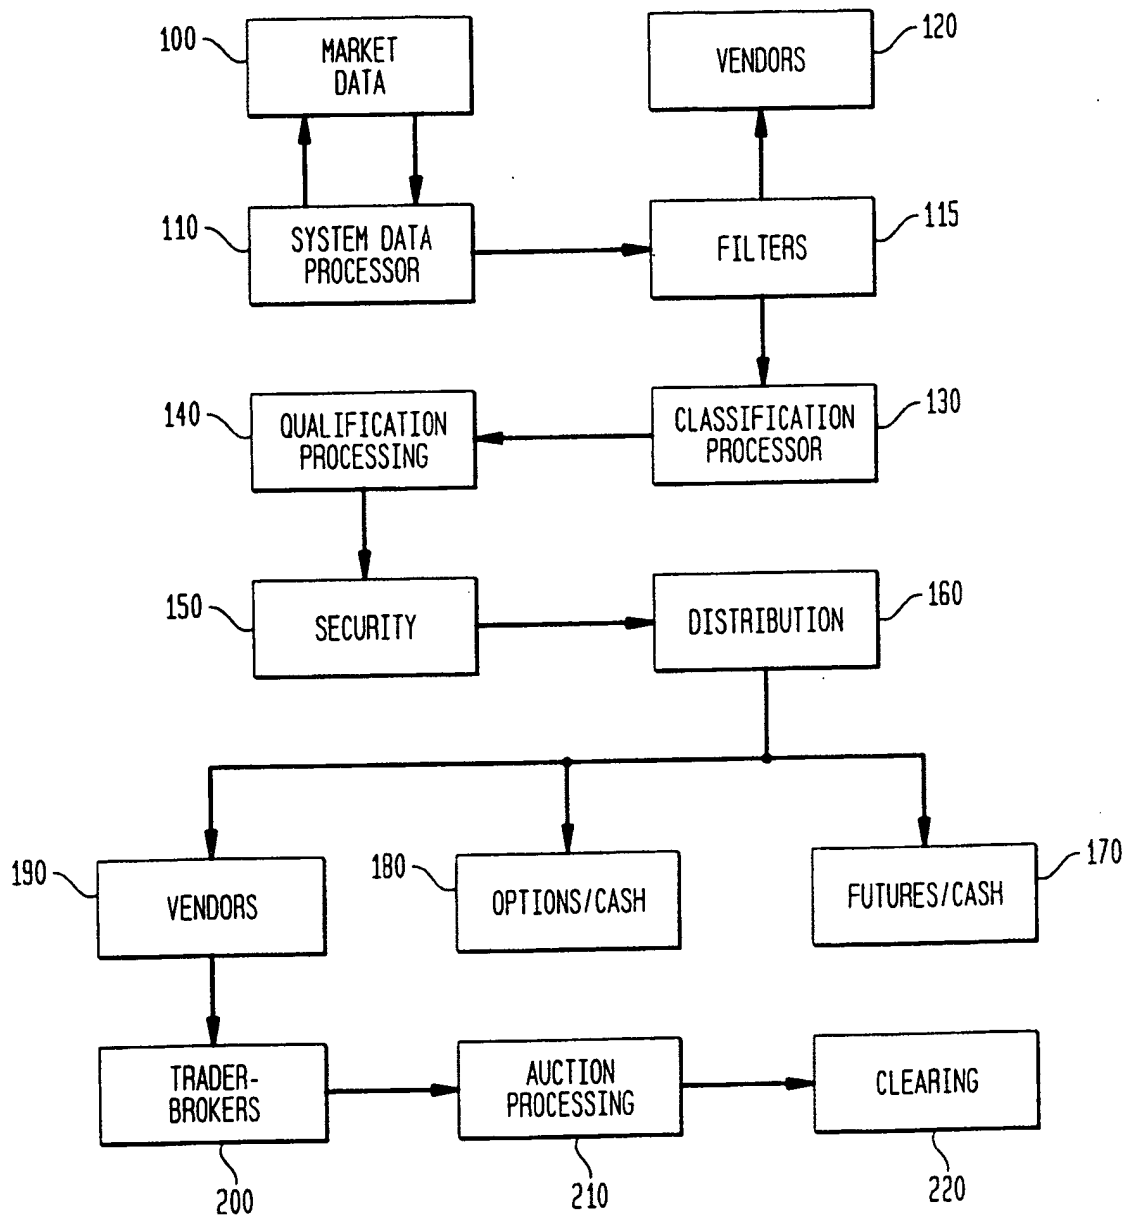 100
MARKET
DATA
VENDORS
120
110
SYSTEM DATA
PROCESSOR
FILTERS
115
140
QUALIFICATION
PROCESSING
CLASSIFICATION
PROCESSOR
130
150
SECURITY
DISTRIBUTION
160
190
VENDORS
180
OPTIONS/CASH
FUTURES/CASH
170
TRADER-
BROKERS
200
AUCTION
PROCESSING
210
CLEARING
220